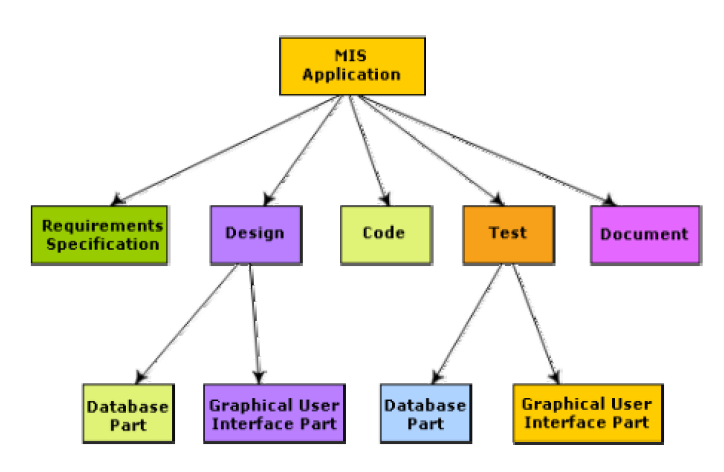 MIS
Application
Requirements
Specification
Design
Code
Test
Document
Database
Part
Graphical User
Interface Part
Database
Part
Graphical User
Interface Part